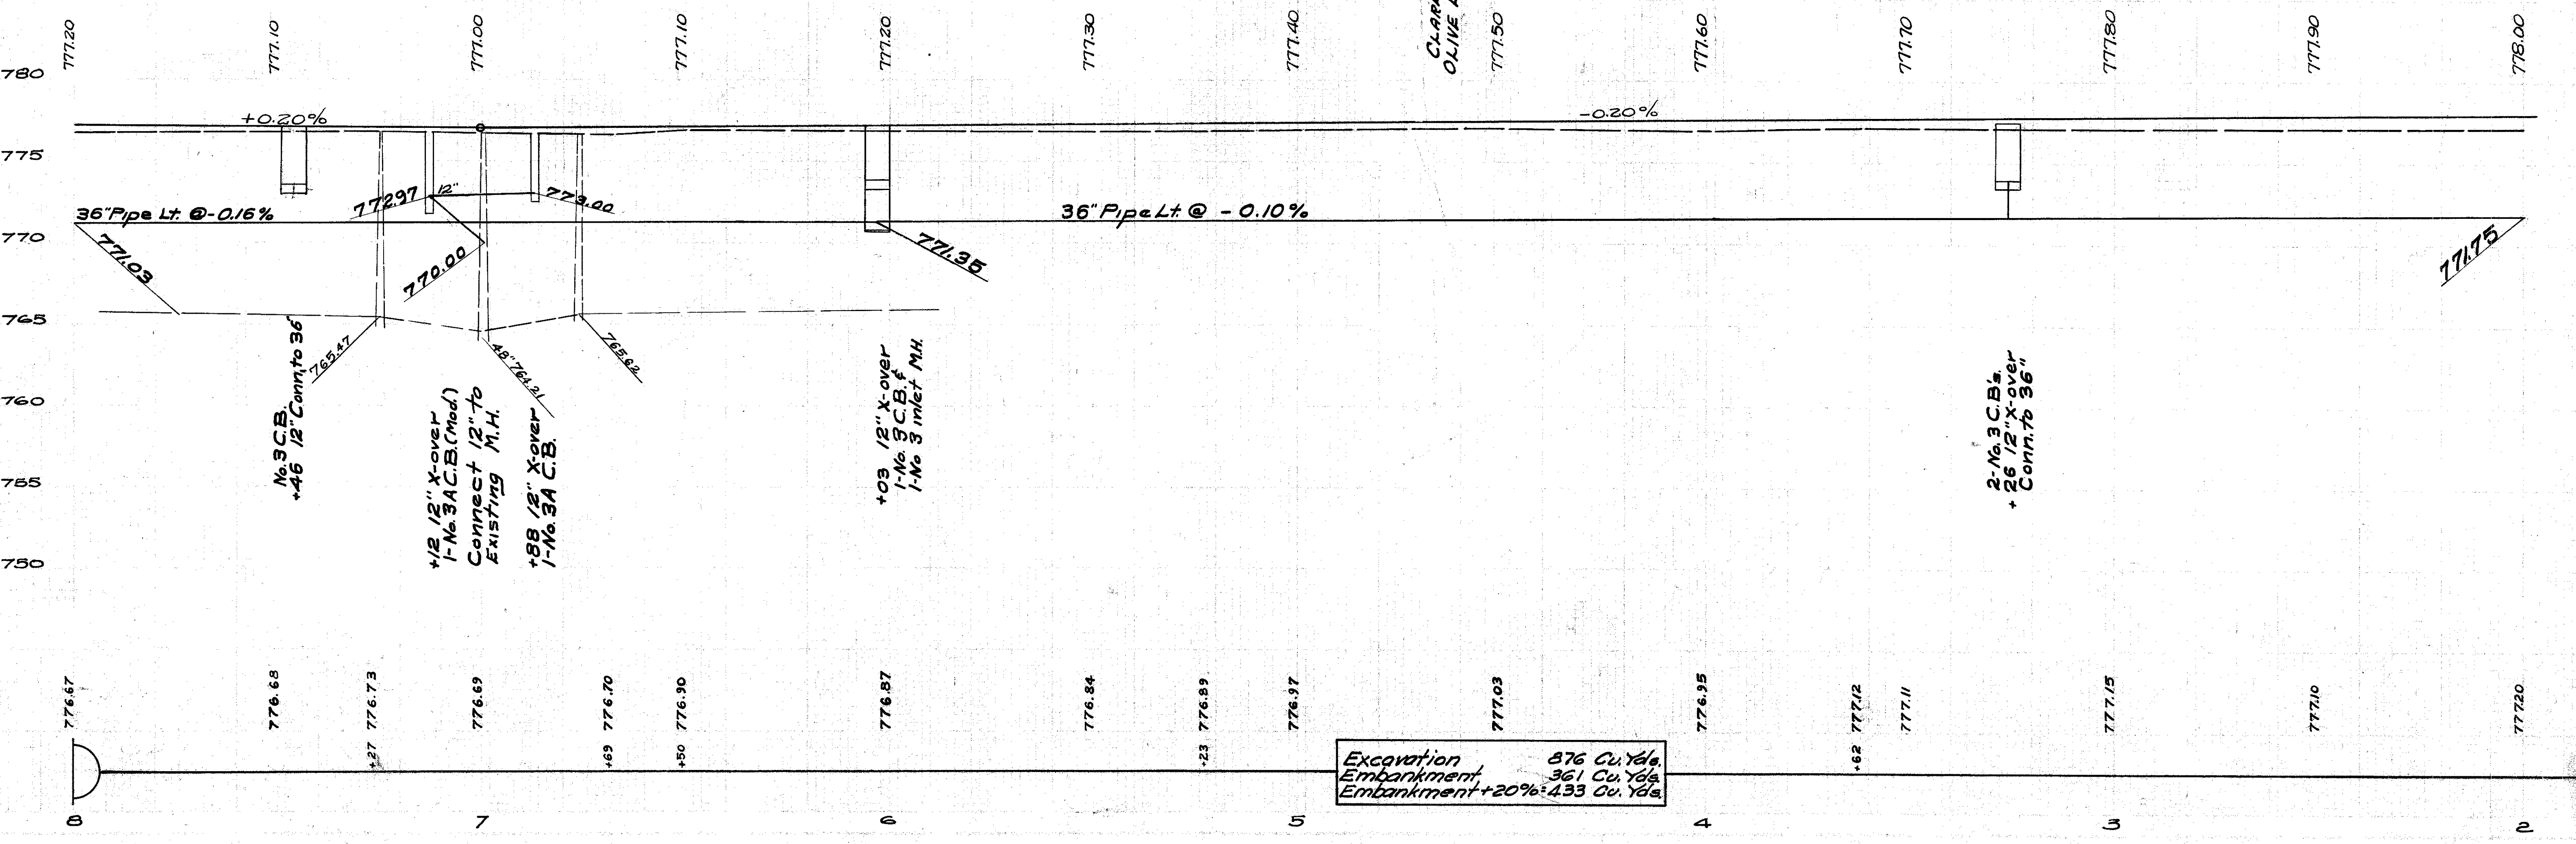 777.20
777.10
777.00
777.10
777.20
777.30
777.40
777.50
777.60
777.70
777.80
777.90
778.00
OLIVE
780
775
770
765
760
755
750
+0.20%
-0.20%
36" Pipe Lt. @ -0.16%
36" Pipe Lt. @ -0.10%
772.97
12"
773.00
771.03
770.00
771.35
771.75
765.47
48" 764.21
765.82
No.3 C.B.
+46 12" Conn, to 36"
+12 12" X-over
1-No.3A C.B.(Mod.)
Connect 12" to
Existing M.H.
+88 12" X-over
1-No.3A C.B.
+03 12" X-over
1-No. 3 C.B. &
1-No 3 inlet M.H.
2-No.3 C.B's.
+26 12" X-over
Conn. to 36"
776.67
776.68
+27 776.73
776.69
+69 776.70
+50 776.90
776.87
776.84
+23 776.89
776.97
777.03
776.95
+62 777.12
777.11
777.15
777.10
777.20
Excavation 876 Cu. Yds.
Embankment 361 Cu. Yds.
Embankment +20%= 433 Cu. Yds.
8
7
6
5
4
3
2